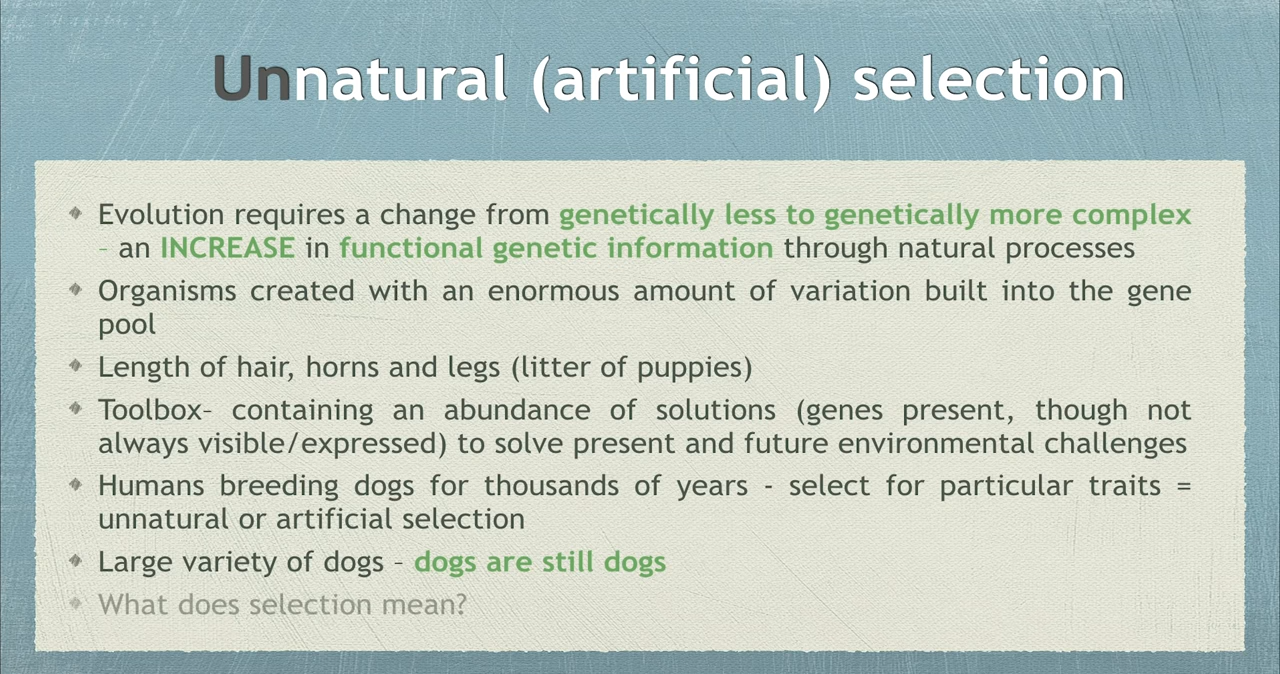 Unnatural (artificial) selection
Evolution requires a change from genetically less to genetically more complex
– an INCREASE in functional genetic information through natural processes
Organisms created with an enormous amount of variation built into the gene
pool
Length of hair, horns and legs (litter of puppies)
Toolbox– containing an abundance of solutions (genes present, though not
always visible/expressed) to solve present and future environmental challenges
Humans breeding dogs for thousands of years - select for particular traits =
unnatural or artificial selection
Large variety of dogs – dogs are still dogs
What does selection mean?